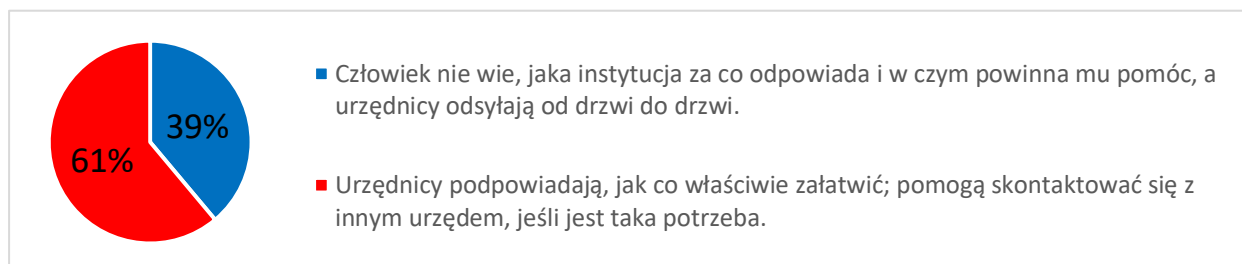 39%
61%
Człowiek nie wie, jaka instytucja za co odpowiada i w czym powinna mu pomóc, a
urzędnicy odsyłają od drzwi do drzwi.
Urzędnicy podpowiadają, jak co właściwie załatwić; pomogą skontaktować się z
innym urzędem, jeśli jest taka potrzeba.